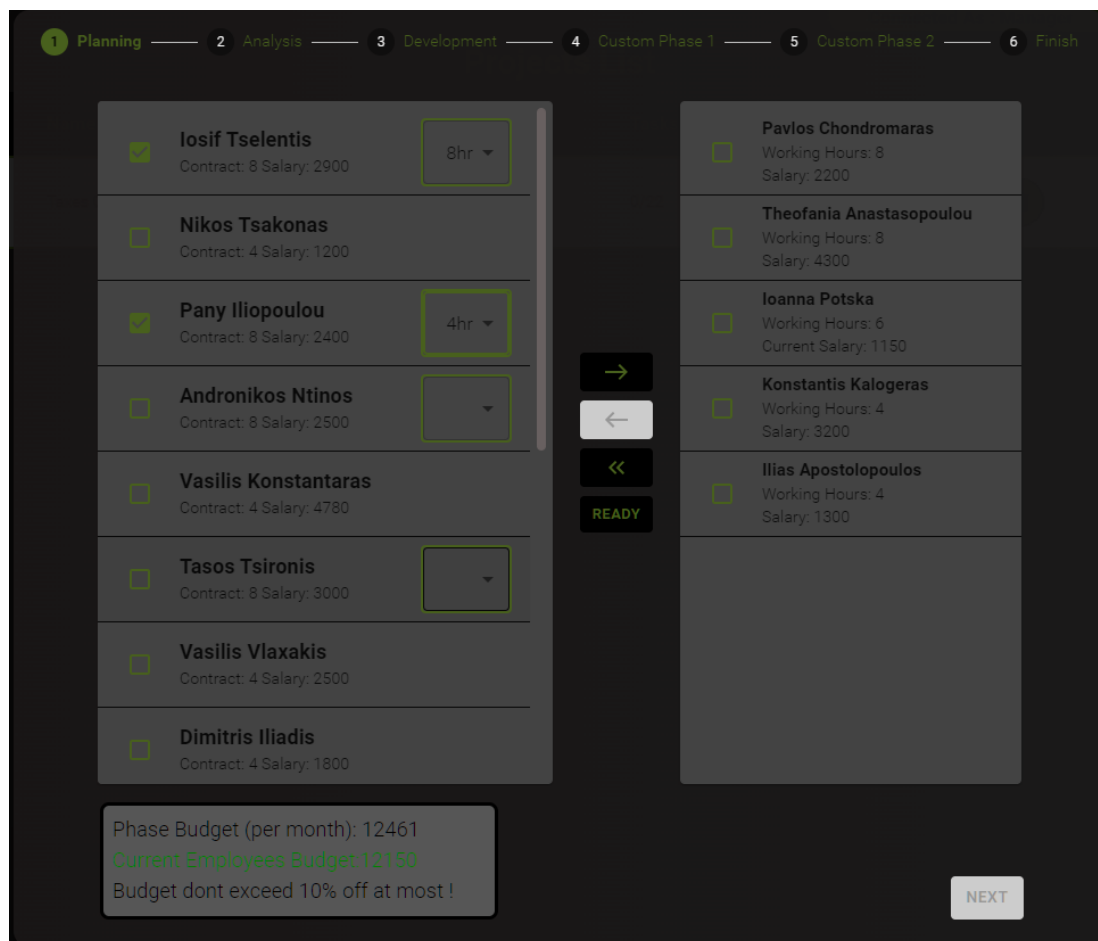 1 Planning 2 Analysis 3 Development 4 Custom Phase 1 5 Custom Phase 2 6 Finish
Iosif Tselentis
Contract: 8 Salary: 2900
8hr
Nikos Tsakonas
Contract: 4 Salary: 1200
Pany Iliopoulou
Contract: 8 Salary: 2400
4hr
Andronikos Ntinos
Contract: 8 Salary: 2500
Vasilis Konstantaras
Contract: 4 Salary: 4780
Tasos Tsironis
Contract: 8 Salary: 3000
Vasilis Vlaxakis
Contract: 4 Salary: 2500
Dimitris Iliadis
Contract: 4 Salary: 1800
READY
Pavlos Chondromaras
Working Hours: 8
Salary: 2200
Theofania Anastasopoulou
Working Hours: 8
Salary: 4300
Ioanna Potska
Working Hours: 6
Current Salary: 1150
Konstantis Kalogeras
Working Hours: 4
Salary: 3200
Ilias Apostolopoulos
Working Hours: 4
Salary: 1300
Phase Budget (per month): 12461
Current Employees Budget 12150
Budget dont exceed 10% off at most !
NEXT